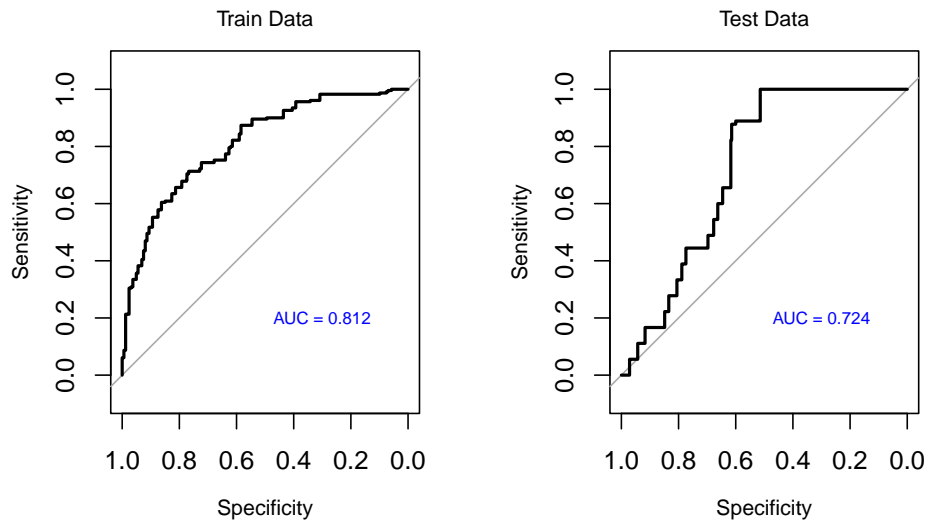 Train Data
Sensitivity
1.0
0.8
0.6
0.4
0.2
0.0
AUC = 0.812
1.0 0.8 0.6 0.4 0.2 0.0
Specificity
Test Data
Sensitivity
1.0
0.8
0.6
0.4
0.2
0.0
AUC = 0.724
1.0 0.8 0.6 0.4 0.2 0.0
Specificity